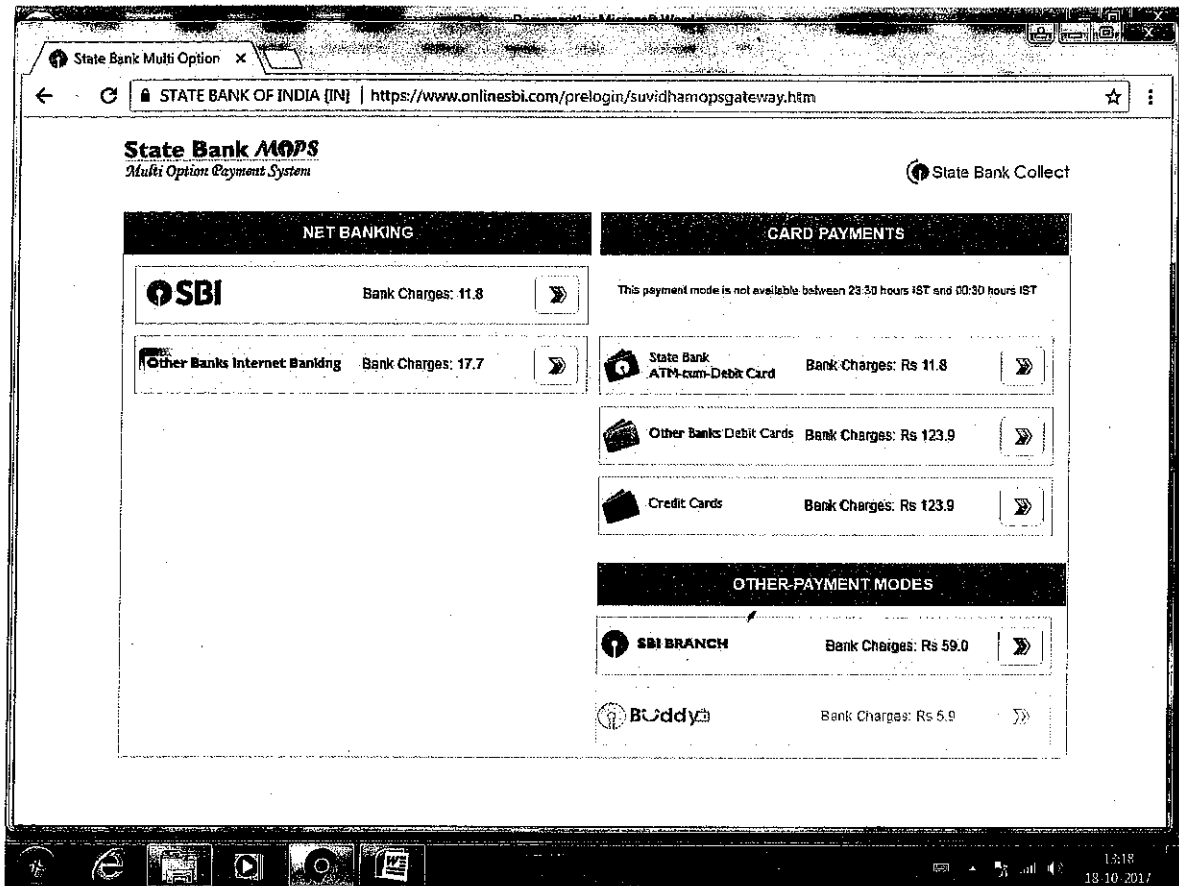 State Bank Multi Option ×
STATE BANK OF INDIA [IN] | https://www.onlinesbi.com/prelogin/suvidhamopsgateway.htm
State Bank MOPS
Multi Option Payment System
State Bank Collect
NET BANKING
SBI Bank Charges: 11.8
Other Banks Internet Banking Bank Charges: 17.7
CARD PAYMENTS
This payment mode is not available between 23:30 hours IST and 00:30 hours IST
State Bank
ATM-cum-Debit Card Bank Charges: Rs 11.8
Other Banks Debit Cards Bank Charges: Rs 123.9
Credit Cards Bank Charges: Rs 123.9
OTHER PAYMENT MODES
SBI BRANCH Bank Charges: Rs 59.0
Buddy Bank Charges: Rs 5.9
13:18
18-10-2017